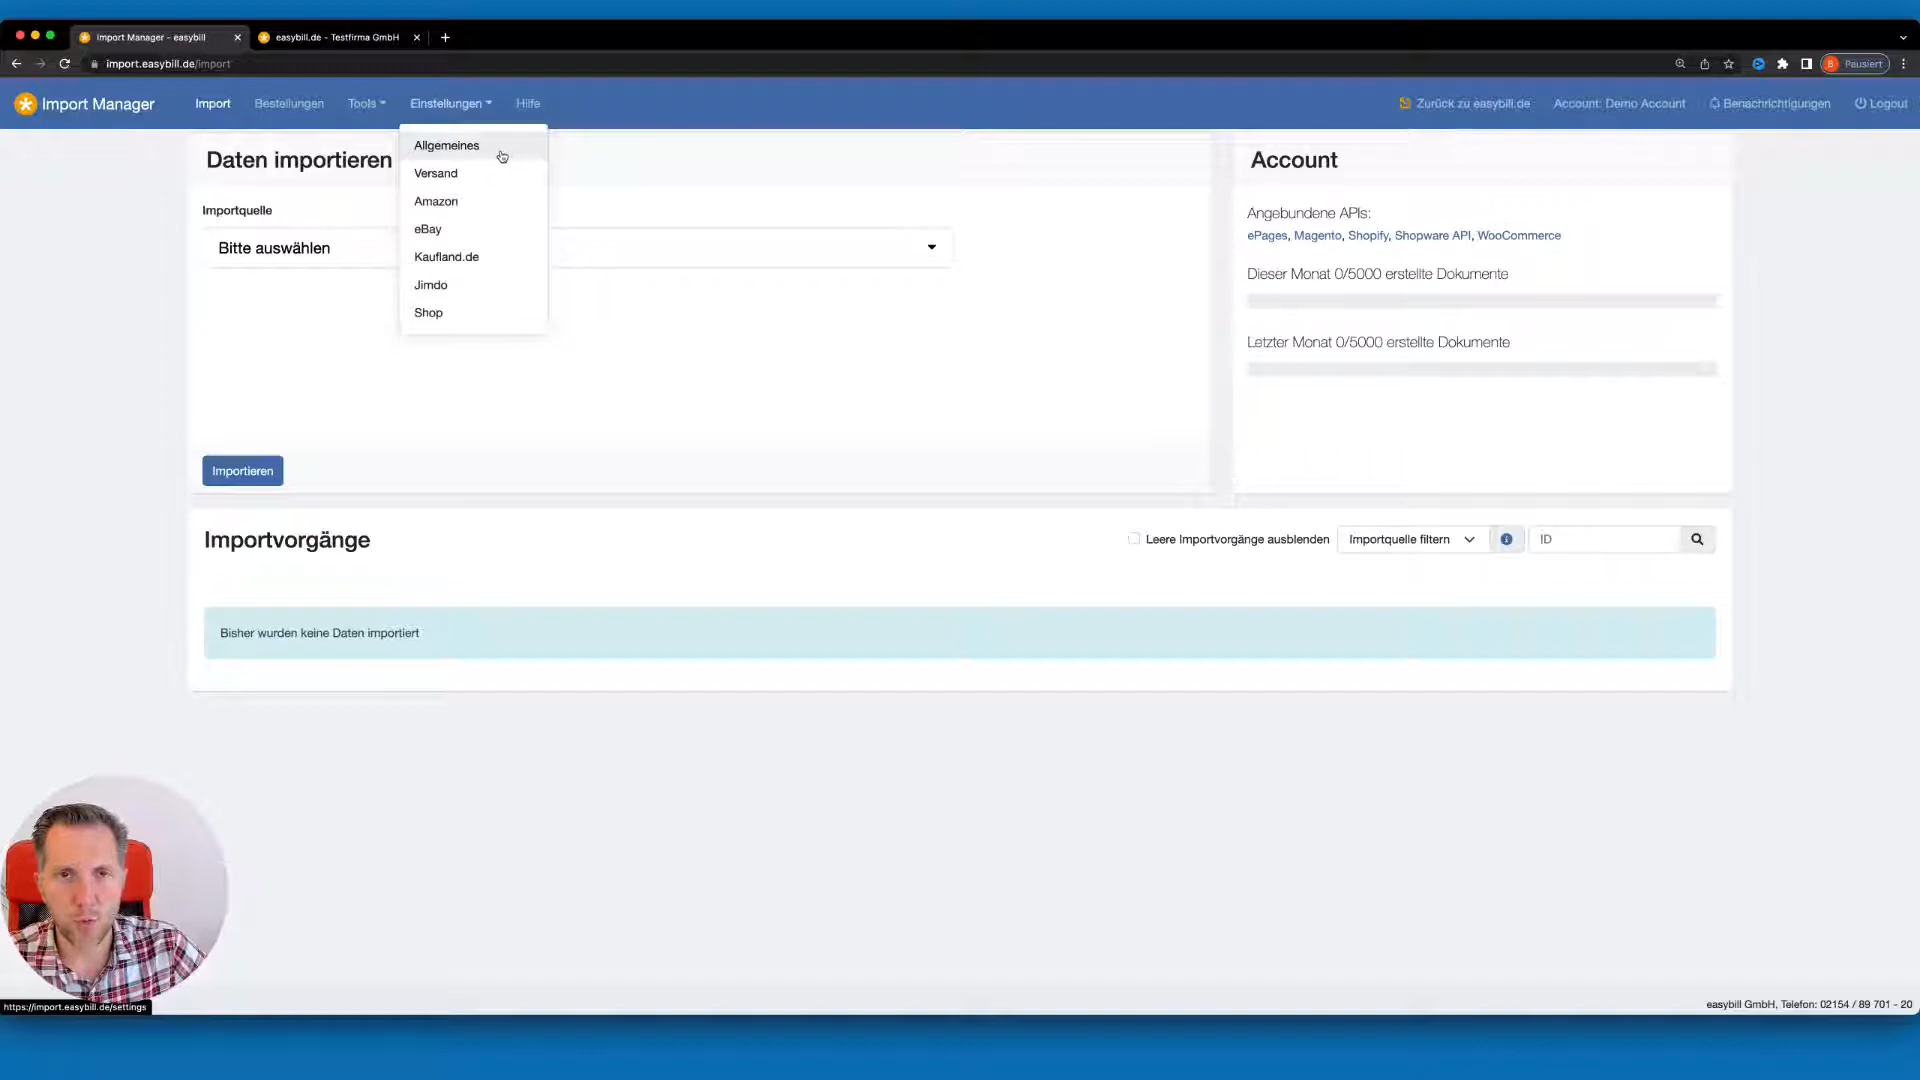 Import Manager - easybill
easybill.de - Testfirma GmbH
import.easybill.de/import
B Pausiert
Import Manager
Import
Bestellungen
Tools
Einstellungen
Hilfe
Zurück zu easybill.de
Account: Demo Account
Benachrichtigungen
Logout
Daten importieren
Importquelle
Bitte auswählen
Allgemeines
Versand
Amazon
eBay
Kaufland.de
Jimdo
Shop
Importieren
Account
Angebundene APIs:
ePages, Magento, Shopify, Shopware API, WooCommerce
Dieser Monat 0/5000 erstellte Dokumente
Letzter Monat 0/5000 erstellte Dokumente
Importvorgänge
Leere Importvorgänge ausblenden
Importquelle filtern
ID
Bisher wurden keine Daten importiert
https://import.easybill.de/settings
easybill GmbH, Telefon: 02154 / 89 701 - 20